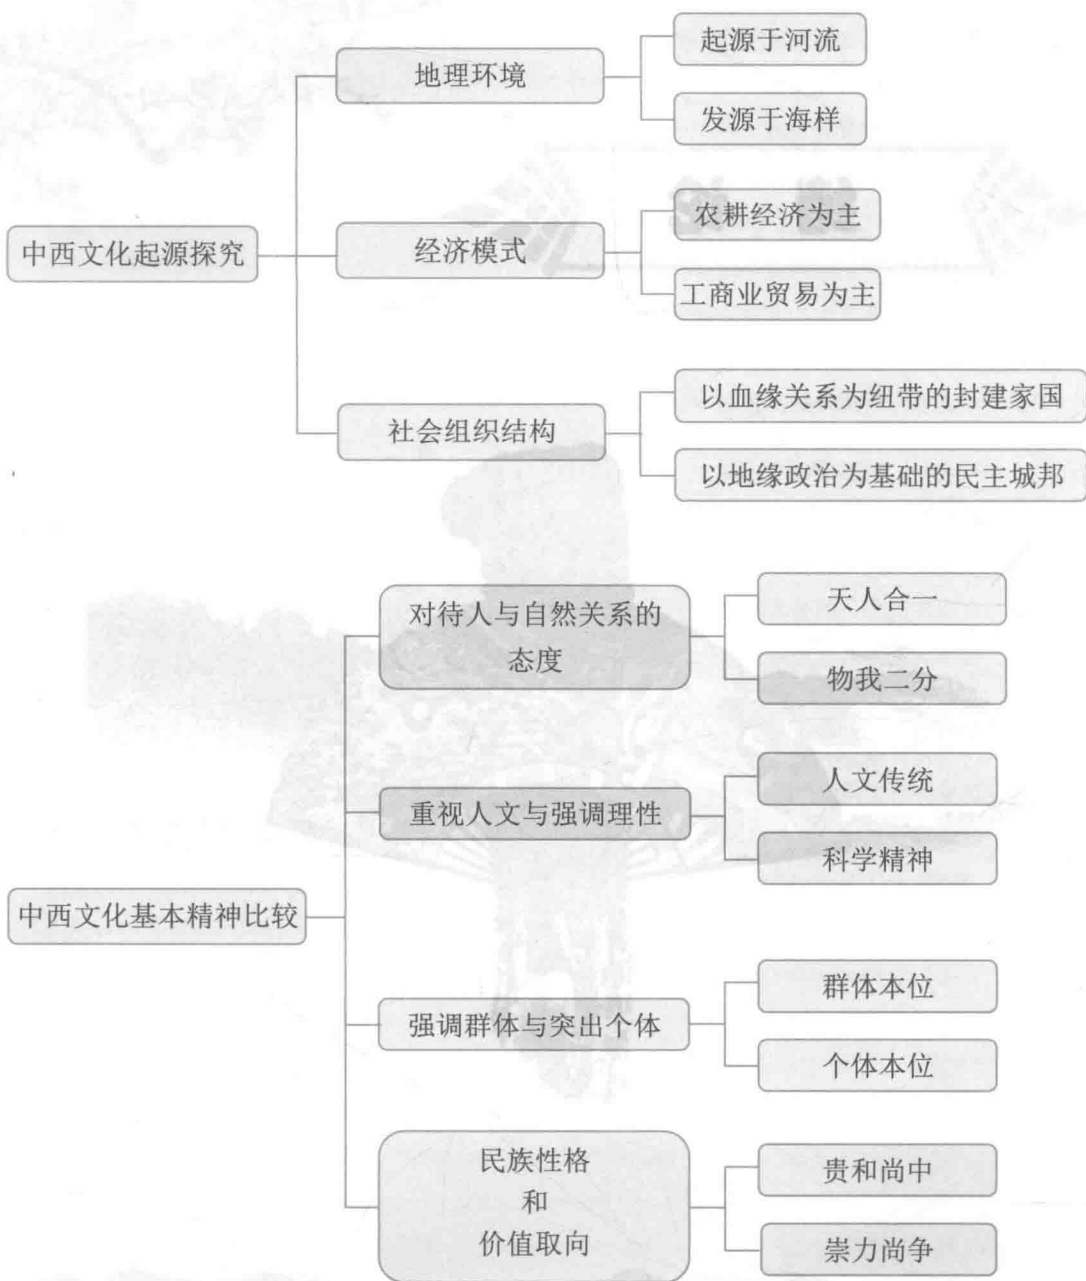 中西文化起源探究
地理环境
起源于河流
发源于海样
经济模式
农耕经济为主
工商业贸易为主
社会组织结构
以血缘关系为纽带的封建家国
以地缘政治为基础的民主城邦
中西文化基本精神比较
对待人与自然关系的
态度
天人合一
物我二分
重视人文与强调理性
人文传统
科学精神
强调群体与突出个体
群体本位
个体本位
民族性格
和
价值取向
贵和尚中
崇力尚争